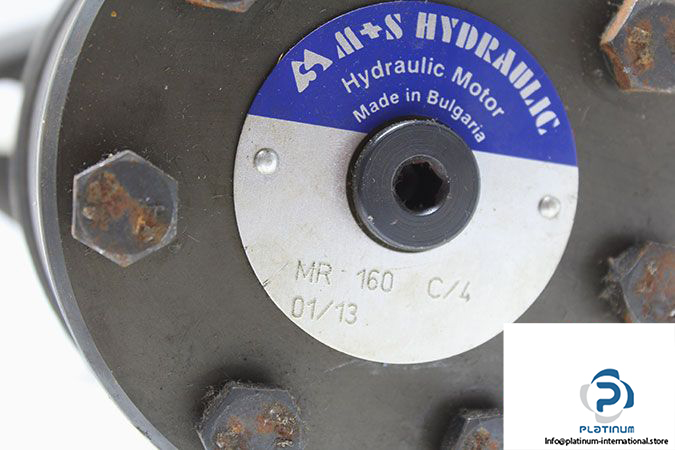 M+S HYDRAULIC
Hydraulic Motor
Made in Bulgaria
MR 160 C/4
01/13
PLATINUM
info@platinum-international.store